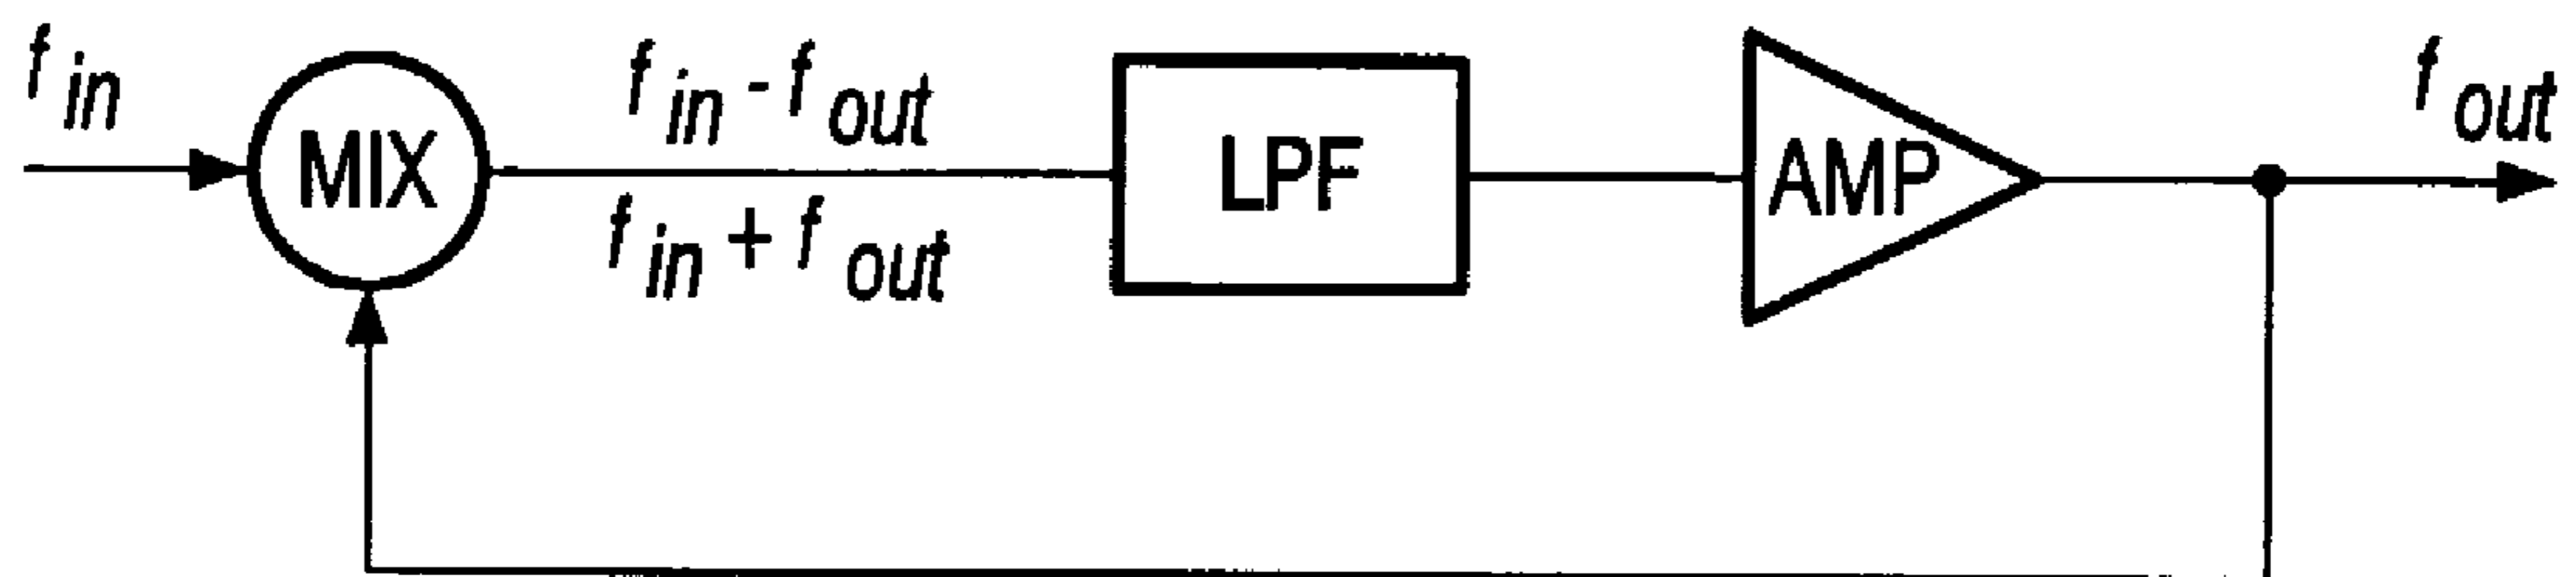 f in
MIX
f in - f out
f in + f out
LPF
AMP
f out